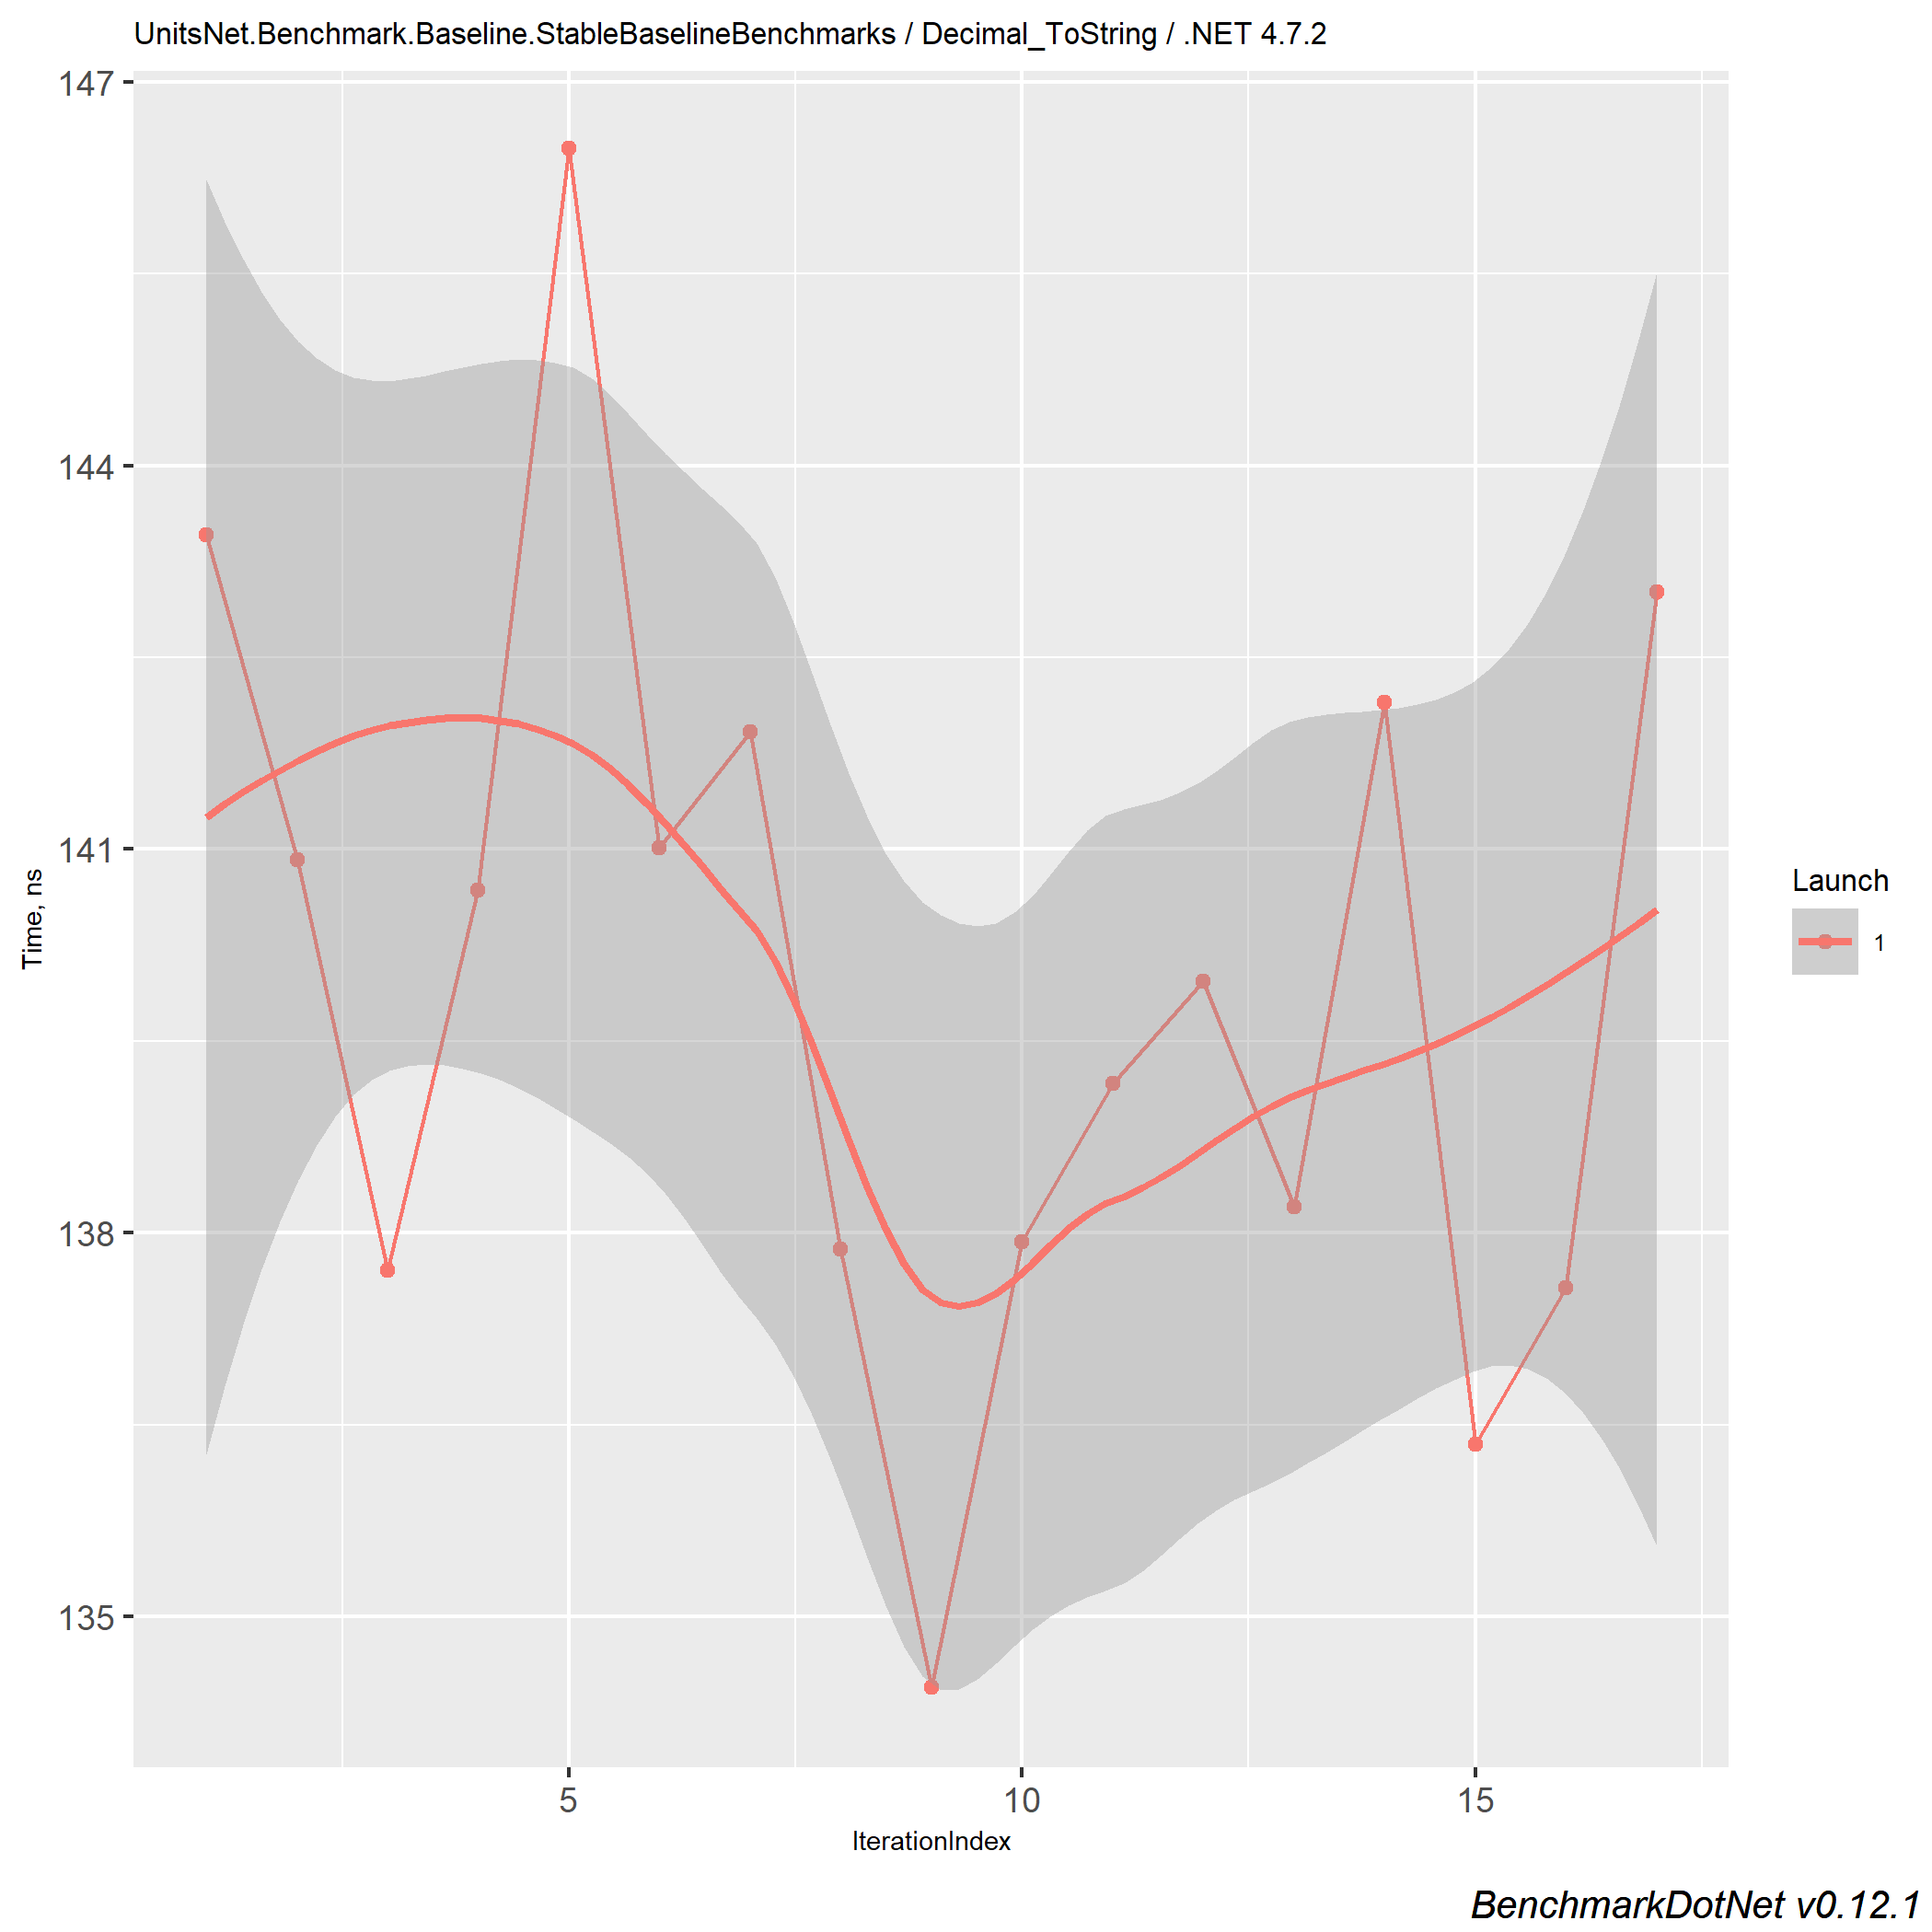 UnitsNet.Benchmark.Baseline.StableBaselineBenchmarks / Decimal_ToString / .NET 4.7.2
147
144
141
138
135
Time, ns
5 10 15
IterationIndex
Launch
1
BenchmarkDotNet v0.12.1